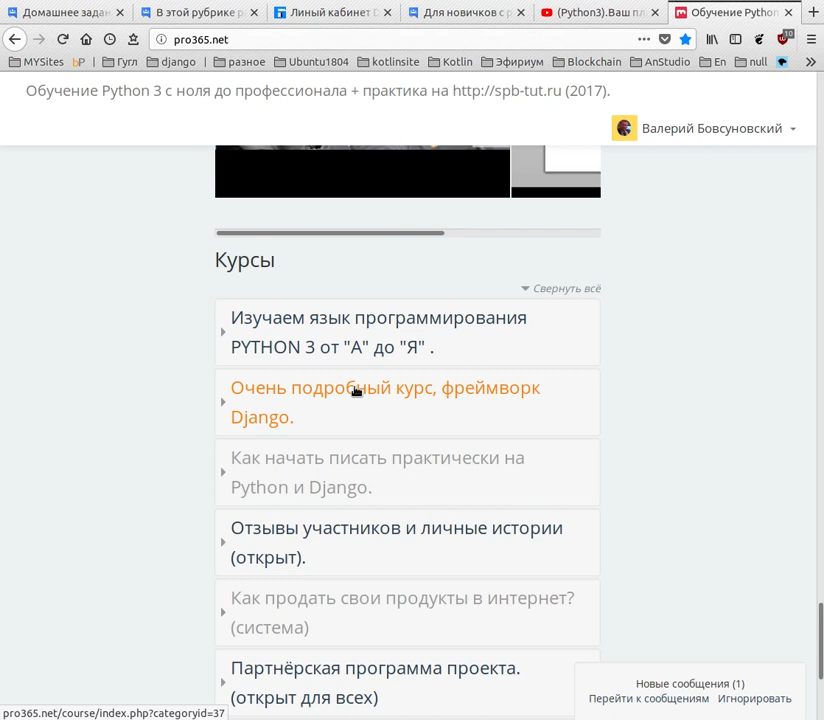 Домашнее задан
В этой рубрике р
Линый кабинет D
Для новичков с р
(Python3).Ваш пл
Обучение Python
pro365.net
10
MYSites
bP
Гугл
django
разное
Ubuntu1804
kotlinsite
Kotlin
Эфириум
Blockchain
AnStudio
En
null
Обучение Python 3 с ноля до профессионала + практика на http://spb-tut.ru (2017).
Валерий Бовсуновский
Курсы
Свернуть всё
Изучаем язык программирования
PYTHON 3 от "А" до "Я" .
Очень подробный курс, фреймворк
Django.
Как начать писать практически на
Python и Django.
Отзывы участников и личные истории
(открыт).
Как продать свои продукты в интернет?
(система)
Партнёрская программа проекта.
(открыт для всех)
Новые сообщения (1)
Перейти к сообщениям Игнорировать
pro365.net/course/index.php?categoryid=37